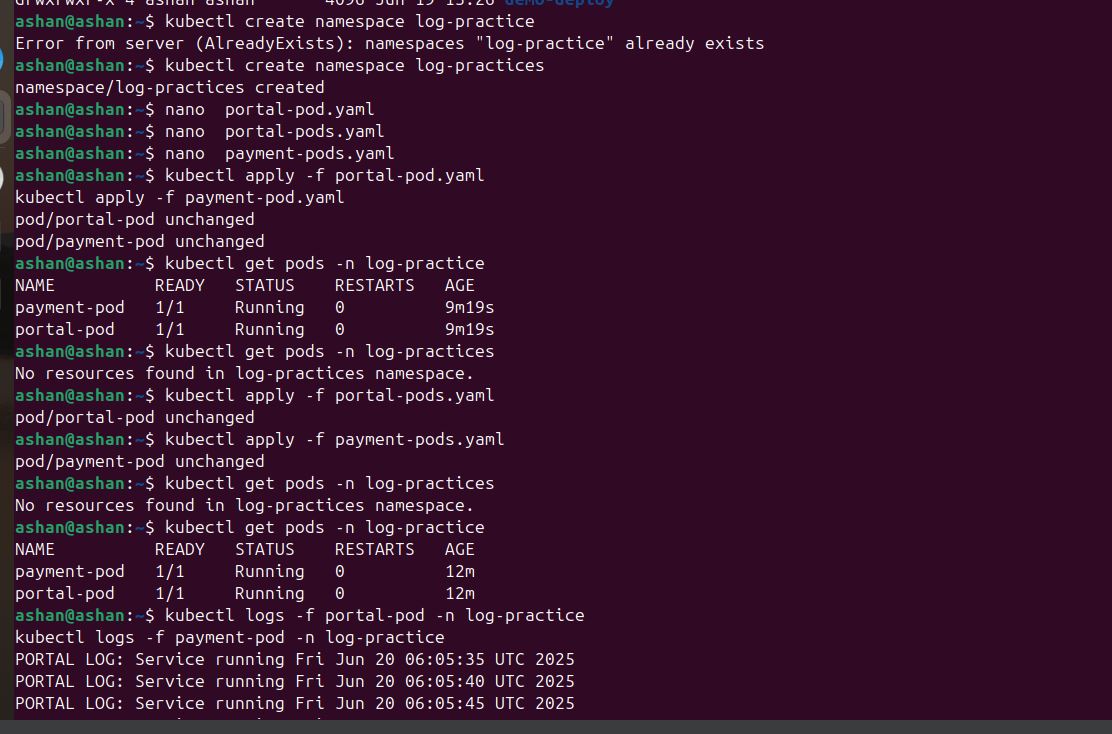 drwxrwxr-x 4 ashan ashan       4096 Jun 19 13:26 demo-deploy
ashan@ashan:~$ kubectl create namespace log-practice
Error from server (AlreadyExists): namespaces "log-practice" already exists
ashan@ashan:~$ kubectl create namespace log-practices
namespace/log-practices created
ashan@ashan:~$ nano  portal-pod.yaml
ashan@ashan:~$ nano  portal-pods.yaml
ashan@ashan:~$ nano  payment-pods.yaml
ashan@ashan:~$ kubectl apply -f portal-pod.yaml
kubectl apply -f payment-pod.yaml
pod/portal-pod unchanged
pod/payment-pod unchanged
ashan@ashan:~$ kubectl get pods -n log-practice
NAME          READY   STATUS    RESTARTS   AGE
payment-pod   1/1     Running   0          9m19s
portal-pod    1/1     Running   0          9m19s
ashan@ashan:~$ kubectl get pods -n log-practices
No resources found in log-practices namespace.
ashan@ashan:~$ kubectl apply -f portal-pods.yaml
pod/portal-pod unchanged
ashan@ashan:~$ kubectl apply -f payment-pods.yaml
pod/payment-pod unchanged
ashan@ashan:~$ kubectl get pods -n log-practices
No resources found in log-practices namespace.
ashan@ashan:~$ kubectl get pods -n log-practice
NAME          READY   STATUS    RESTARTS   AGE
payment-pod   1/1     Running   0          12m
portal-pod    1/1     Running   0          12m
ashan@ashan:~$ kubectl logs -f portal-pod -n log-practice
kubectl logs -f payment-pod -n log-practice
PORTAL LOG: Service running Fri Jun 20 06:05:35 UTC 2025
PORTAL LOG: Service running Fri Jun 20 06:05:40 UTC 2025
PORTAL LOG: Service running Fri Jun 20 06:05:45 UTC 2025